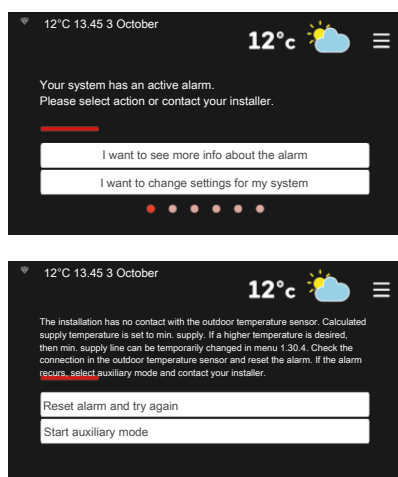 12°C 13.45 3 October
12°c
Your system has an active alarm.
Please select action or contact your installer.
I want to see more info about the alarm
I want to change settings for my system
12°C 13.45 3 October
12°c
The installation has no contact with the outdoor temperature sensor. Calculated
supply temperature is set to min. supply. If a higher temperature is desired,
then min. supply line can be temporarily changed in menu 1.30.4. Check the
connection in the outdoor temperature sensor and reset the alarm. If the alarm
recurs, select auxiliary mode and contact your installer.
Reset alarm and try again
Start auxiliary mode